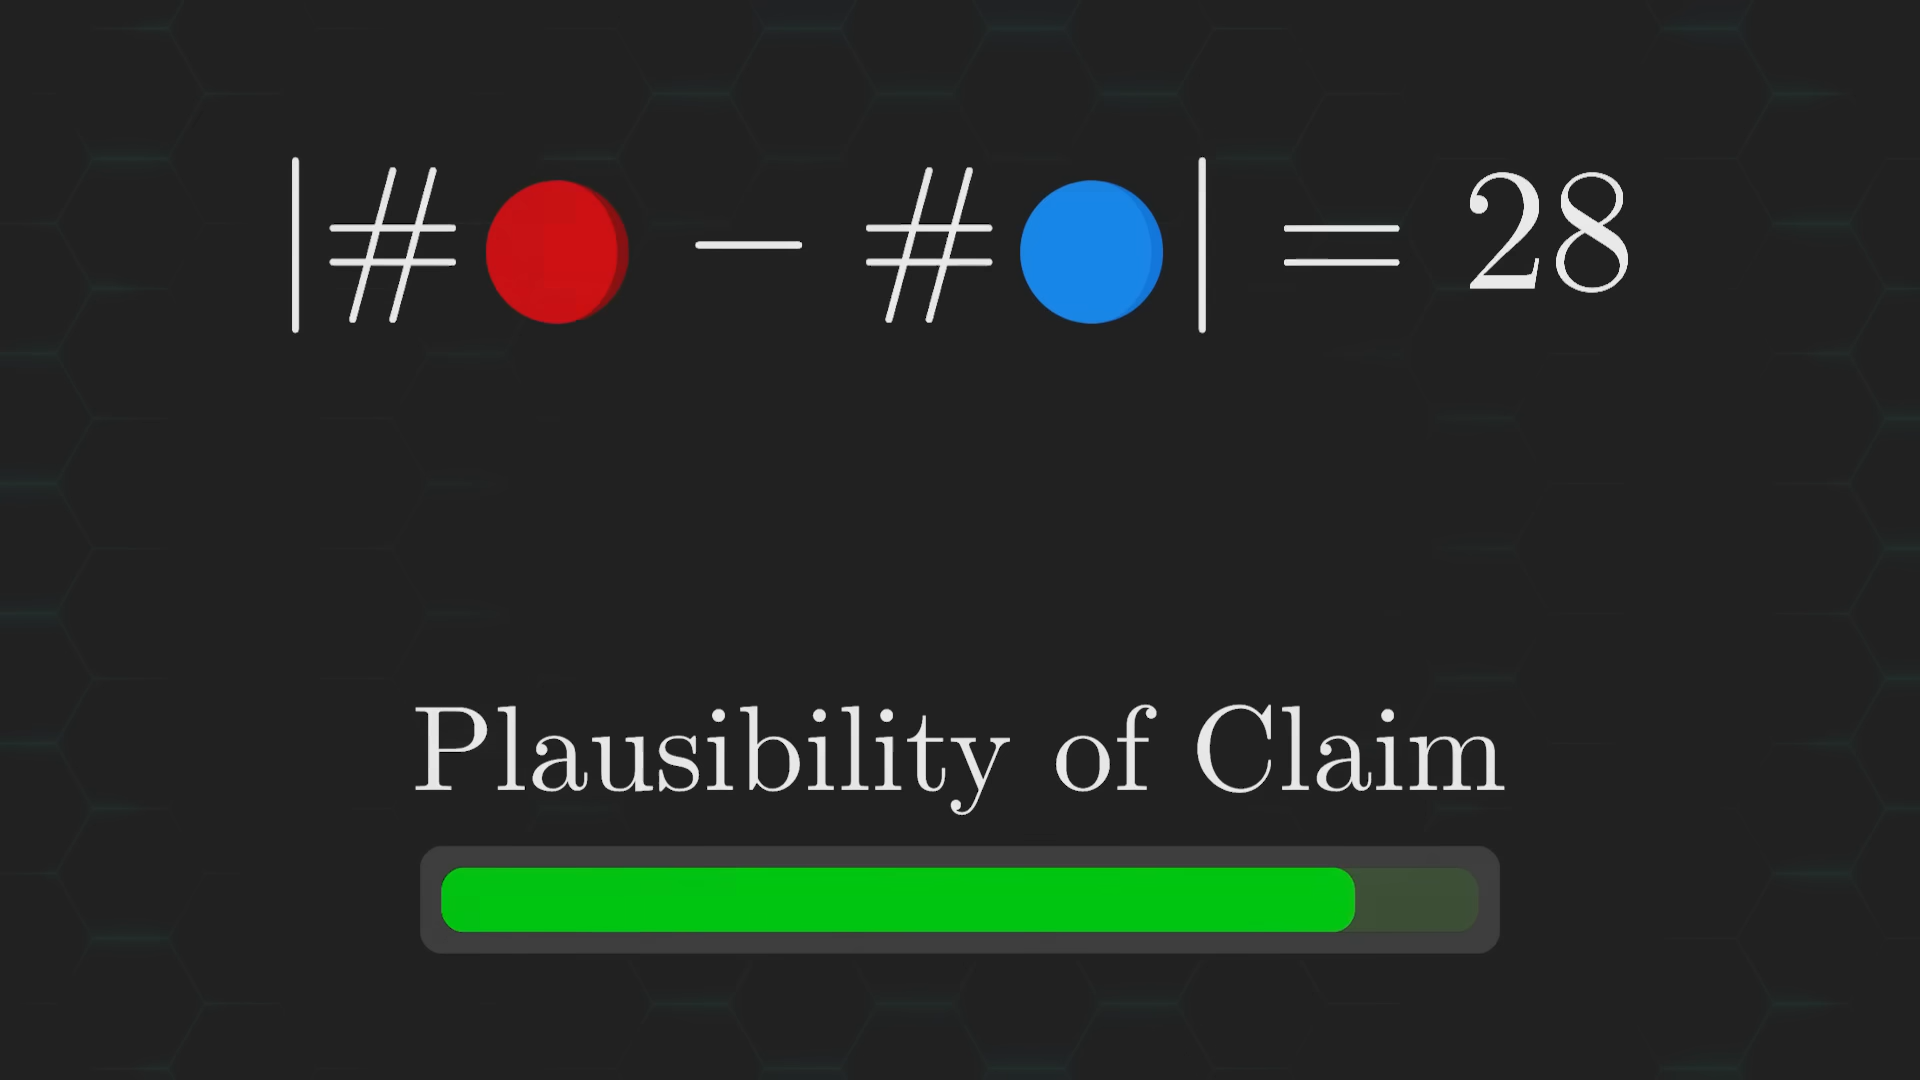 |# − # | = 28
Plausibility of Claim